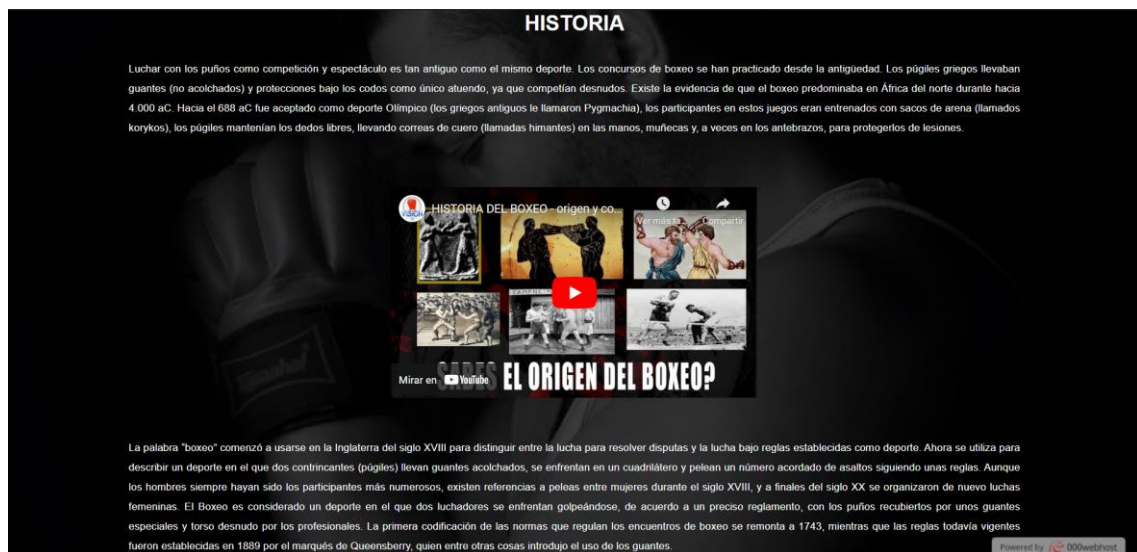 HISTORIA
Luchar con los puños como competición y espectáculo es tan antiguo como el mismo deporte. Los concursos de boxeo se han practicado desde la antigüedad. Los púgiles griegos llevaban
guantes (no acolchados) y protecciones bajo los codos como único atuendo, ya que competían desnudos. Existe la evidencia de que el boxeo predominaba en África del norte durante hacia
4.000 aC. Hacia el 688 aC fue aceptado como deporte Olímpico (los griegos antiguos le llamaron Pygmachia), los participantes en estos juegos eran entrenados con sacos de arena (llamados
korykos), los púgiles mantenían los dedos libres, llevando correas de cuero (llamadas himantes) en las manos, muñecas y, a veces en los antebrazos, para protegerlos de lesiones.
VISION
HISTORIA DEL BOXEO - origen y co...
Ver más ta... Compartir
SABES EL ORIGEN DEL BOXEO?
Mirar en YouTube
La palabra "boxeo" comenzó a usarse en la Inglaterra del siglo XVIII para distinguir entre la lucha para resolver disputas y la lucha bajo reglas establecidas como deporte. Ahora se utiliza para
describir un deporte en el que dos contrincantes (púgiles) llevan guantes acolchados, se enfrentan en un cuadrilátero y pelean un número acordado de asaltos siguiendo unas reglas. Aunque
los hombres siempre hayan sido los participantes más numerosos, existen referencias a peleas entre mujeres durante el siglo XVIII, y a finales del siglo XX se organizaron de nuevo luchas
femeninas. El Boxeo es considerado un deporte en el que dos luchadores se enfrentan golpeándose, de acuerdo a un preciso reglamento, con los puños recubiertos por unos guantes
especiales y torso desnudo por los profesionales. La primera codificación de las normas que regulan los encuentros de boxeo se remonta a 1743, mientras que las reglas todavía vigentes
fueron establecidas en 1889 por el marqués de Queensberry, quien entre otras cosas introdujo el uso de los guantes.
Powered by 000webhost